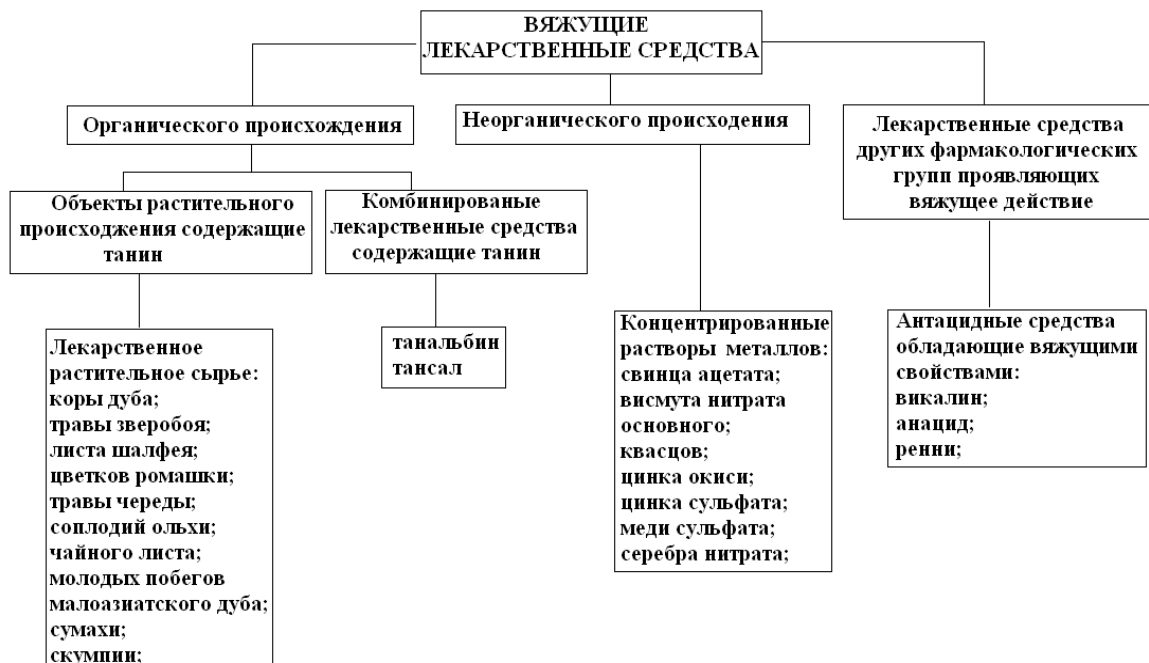 ВЯЖУЩИЕ
ЛЕКАРСТВЕННЫЕ СРЕДСТВА
Органического происхождения
Неорганического происходения
Лекарственные средства
других фармакологических
групп проявляющих
вяжущее действие
Объекты растительного
происходжения содержащие
танин
Комбинированые
лекарственные средства
содержащие танин
Лекарственное
растительное сырье:
коры дуба;
травы зверобоя;
листа шалфея;
цветков ромашки;
травы череды;
соплодий ольхи;
чайного листа;
молодых побегов
малоазиатского дуба;
сумахи;
скумпии;
танальбин
тансал
Концентрированные
растворы металлов:
свинца ацетата;
висмута нитрата
основного;
квасцов;
цинка окиси;
цинка сульфата;
меди сульфата;
серебра нитрата;
Антацидные средства
обладающие вяжущими
свойствами:
викалин;
анацид;
ренни;